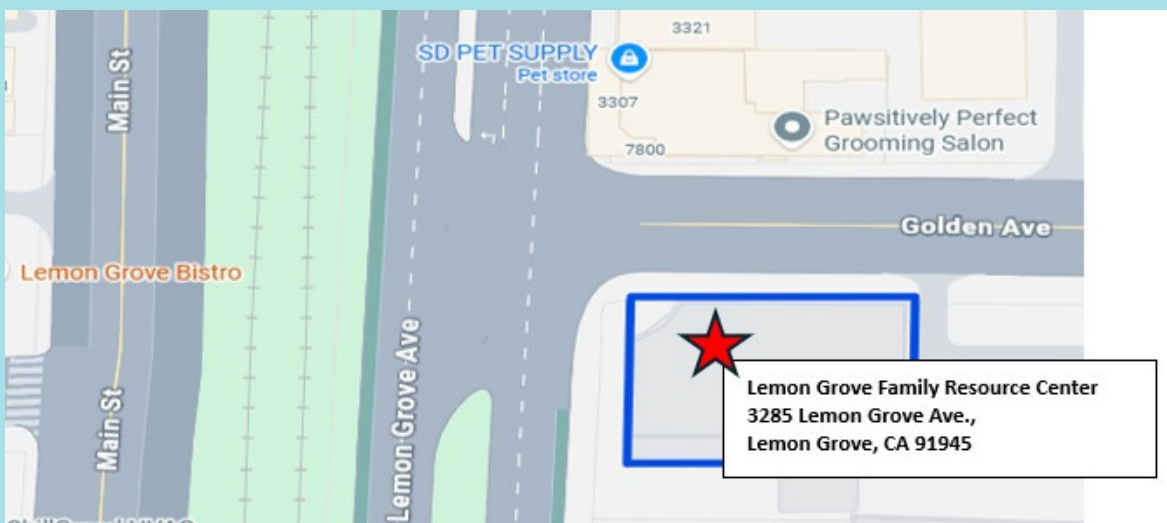 3321
SD PET SUPPLY
Pet store
3307
Pawsitively Perfect
Grooming Salon
7800
Main St
Golden Ave
Lemon Grove Bistro
Lemon Grove Ave
Main St
Lemon Grove Family Resource Center
3285 Lemon Grove Ave.,
Lemon Grove, CA 91945